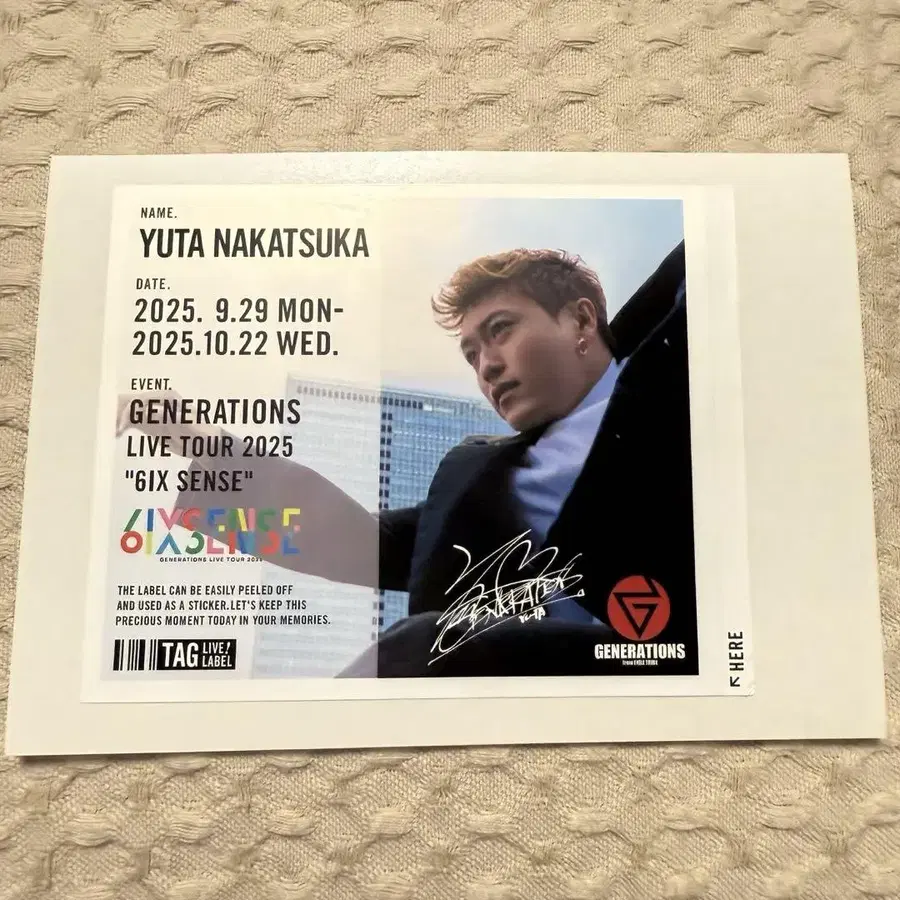 NAME.
YUTA NAKATSUKA
DATE.
2025. 9.29 MON-
2025.10.22 WED.
EVENT.
GENERATIONS
LIVE TOUR 2025
"6IX SENSE"
6IXSENSE
GENERATIONS LIVE TOUR 2025
THE LABEL CAN BE EASILY PEELED OFF
AND USED AS A STICKER.LET'S KEEP THIS
PRECIOUS MOMENT TODAY IN YOUR MEMORIES.
TAG LIVE!
LABEL
GENERATIONS
GENERATIONS
from EXILE TRIBE
HERE